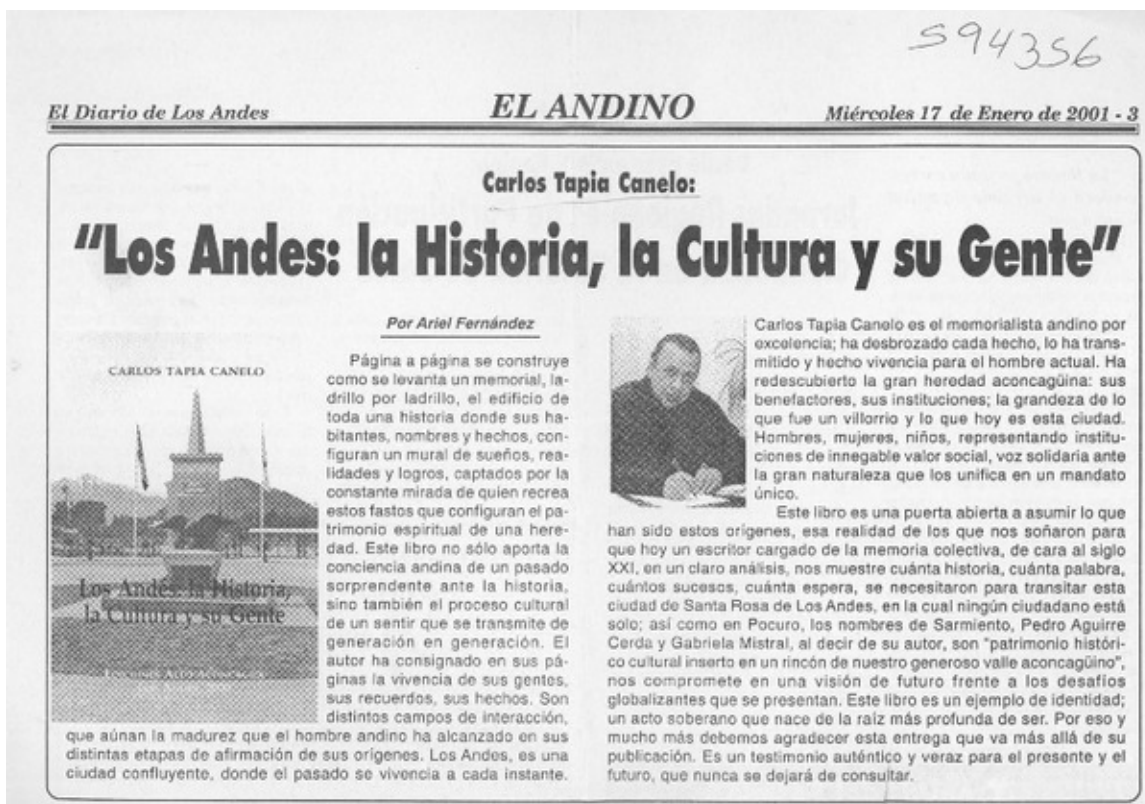 594356
El Diario de Los Andes
EL ANDINO
Miércoles 17 de Enero de 2001 - 3
Carlos Tapia Canelo:
"Los Andes: la Historia, la Cultura y su Gente"
CARLOS TAPIA CANELO
Los Andes: la Historia,
la Cultura y su Gente
Por Ariel Fernández
Página a página se construye
como se levanta un memorial, la-
drillo por ladrillo, el edificio de
toda una historia donde sus ha-
bitantes, nombres y hechos, con-
figuran un mural de sueños, rea-
lidades y logros, captados por la
constante mirada de quien recrea
estos fastos que configuran el pa-
trimonio espiritual de una here-
dad. Este libro no sólo aporta la
conciencia andina de un pasado
sorprendente ante la historia,
sino también el proceso cultural
de un sentir que se transmite de
generación en generación. El
autor ha consignado en sus pá-
ginas la vivencia de sus gentes,
sus recuerdos, sus hechos. Son
distintos campos de interacción,
que aúnan la madurez que el hombre andino ha alcanzado en sus
distintas etapas de afirmación de sus orígenes. Los Andes, es una
ciudad confluyente, donde el pasado se vivencia a cada instante.
Carlos Tapia Canelo es el memorialista andino por
excelencia; ha desbrozado cada hecho, lo ha trans-
mitido y hecho vivencia para el hombre actual. Ha
redescubierto la gran heredad aconcagüina: sus
benefactores, sus instituciones; la grandeza de lo
que fue un villorrio y lo que hoy es esta ciudad.
Hombres, mujeres, niños, representando institu-
ciones de innegable valor social, voz solidaria ante
la gran naturaleza que los unifica en un mandato
único.
Este libro es una puerta abierta a asumir lo que
han sido estos orígenes, esa realidad de los que nos soñaron para
que hoy un escritor cargado de la memoria colectiva, de cara al siglo
XXI, en un claro análisis, nos muestre cuánta historia, cuánta palabra,
cuántos sucesos, cuánta espera, se necesitaron para transitar esta
ciudad de Santa Rosa de Los Andes, en la cual ningún ciudadano está
solo; así como en Pocuro, los nombres de Sarmiento, Pedro Aguirre
Cerda y Gabriela Mistral, al decir de su autor, son "patrimonio históri-
co cultural inserto en un rincón de nuestro generoso valle aconcagüino",
nos compromete en una visión de futuro frente a los desafíos
globalizantes que se presentan. Este libro es un ejemplo de identidad;
un acto soberano que nace de la raíz más profunda de ser. Por eso y
mucho más debemos agradecer esta entrega que va más allá de su
publicación. Es un testimonio auténtico y veraz para el presente y el
futuro, que nunca se dejará de consultar.